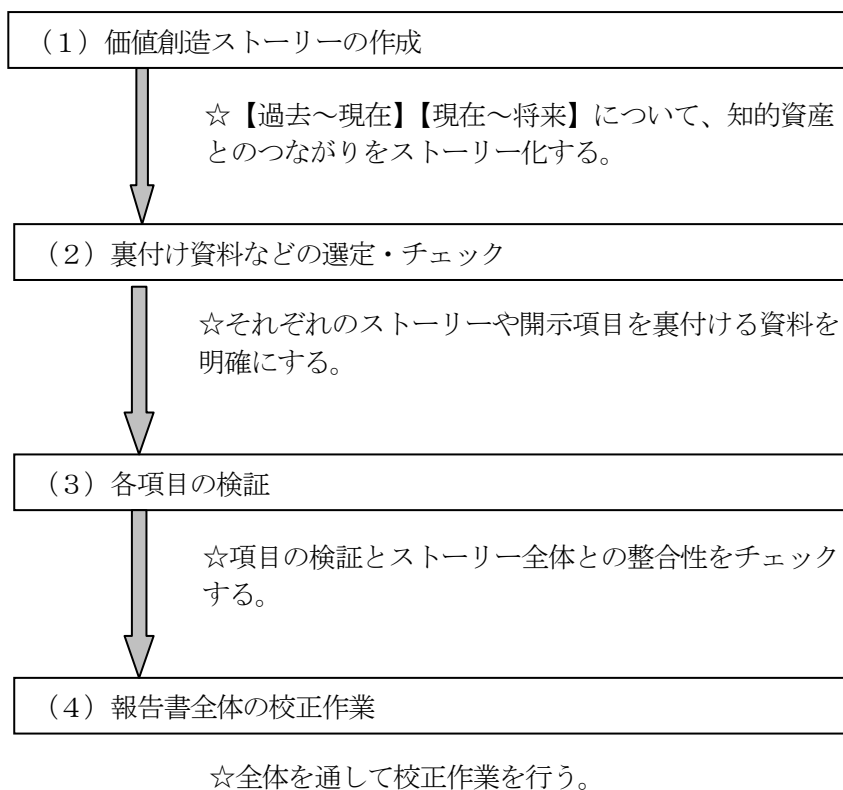 （１）価値創造ストーリーの作成
☆【過去～現在】【現在～将来】について、知的資産
とのつながりをストーリー化する。
（２）裏付け資料などの選定・チェック
☆それぞれのストーリーや開示項目を裏付ける資料を
明確にする。
（３）各項目の検証
☆項目の検証とストーリー全体との整合性をチェック
する。
（４）報告書全体の校正作業
☆全体を通して校正作業を行う。